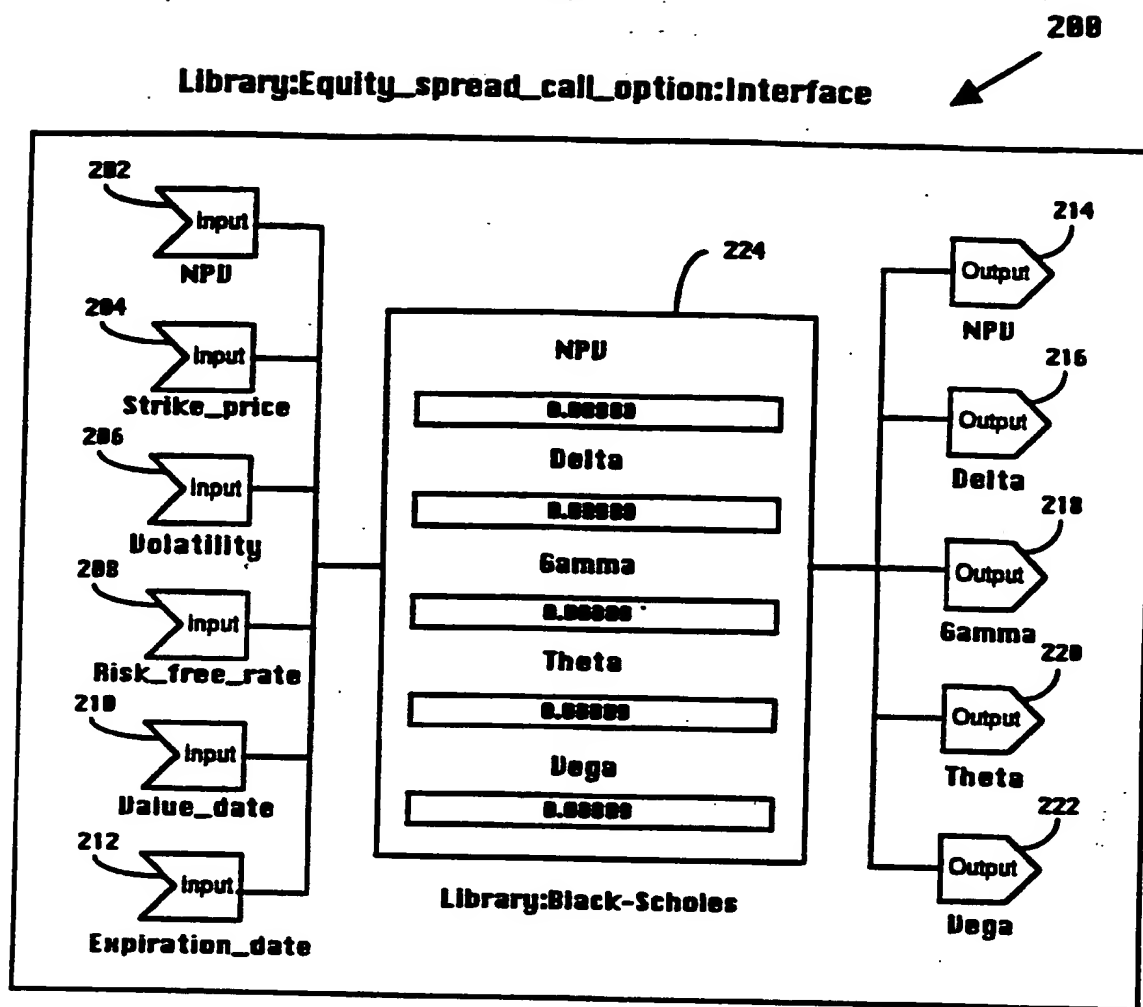 200
Library:Equity_spread_call_option:Interface
202
Input
NPV
204
Input
Strike_price
206
Input
Volatility
208
Input
Risk_free_rate
210
Input
Value_date
212
Input
Expiration_date
224
NPV
Delta
Gamma
Theta
Vega
Library:Black-Scholes
214
Output
NPV
216
Output
Delta
218
Output
Gamma
220
Output
Theta
222
Output
Vega